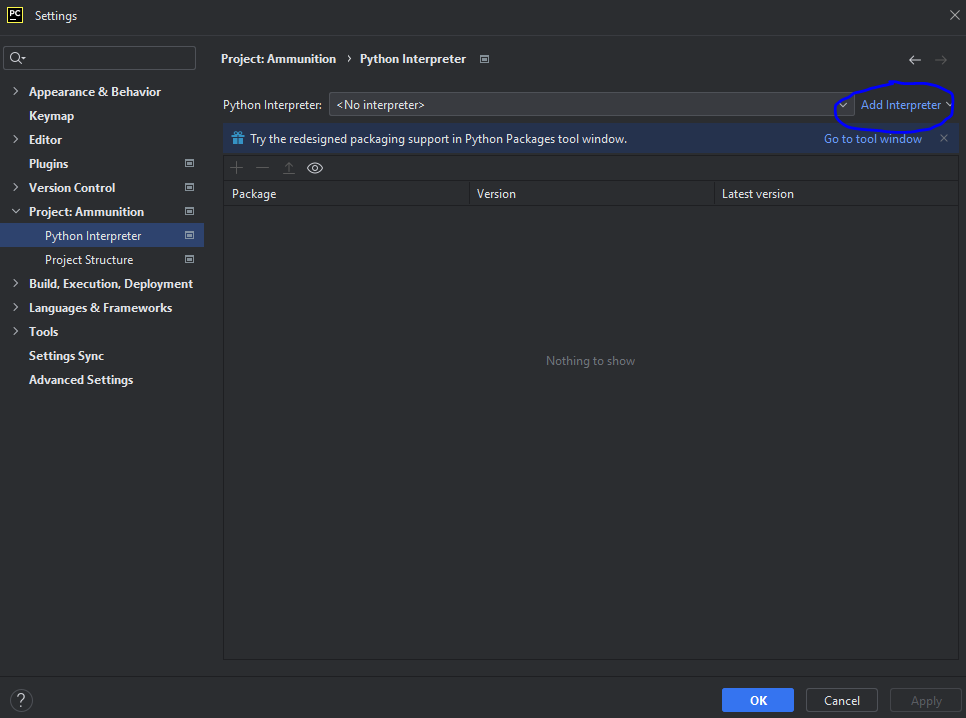 PC Settings
Project: Ammunition › Python Interpreter
Appearance & Behavior
Keymap
Editor
Plugins
Version Control
Project: Ammunition
Python Interpreter
Project Structure
Build, Execution, Deployment
Languages & Frameworks
Tools
Settings Sync
Advanced Settings
Python Interpreter: <No interpreter> Add Interpreter
Try the redesigned packaging support in Python Packages tool window. Go to tool window
Package Version Latest version
Nothing to show
? OK Cancel Apply